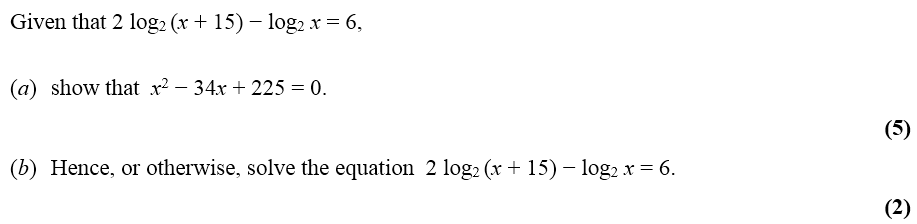 Given that 2 log₂ (x + 15) − log₂ x = 6,
(a) show that x² − 34x + 225 = 0.
(5)
(b) Hence, or otherwise, solve the equation 2 log₂ (x + 15) − log₂ x = 6.
(2)